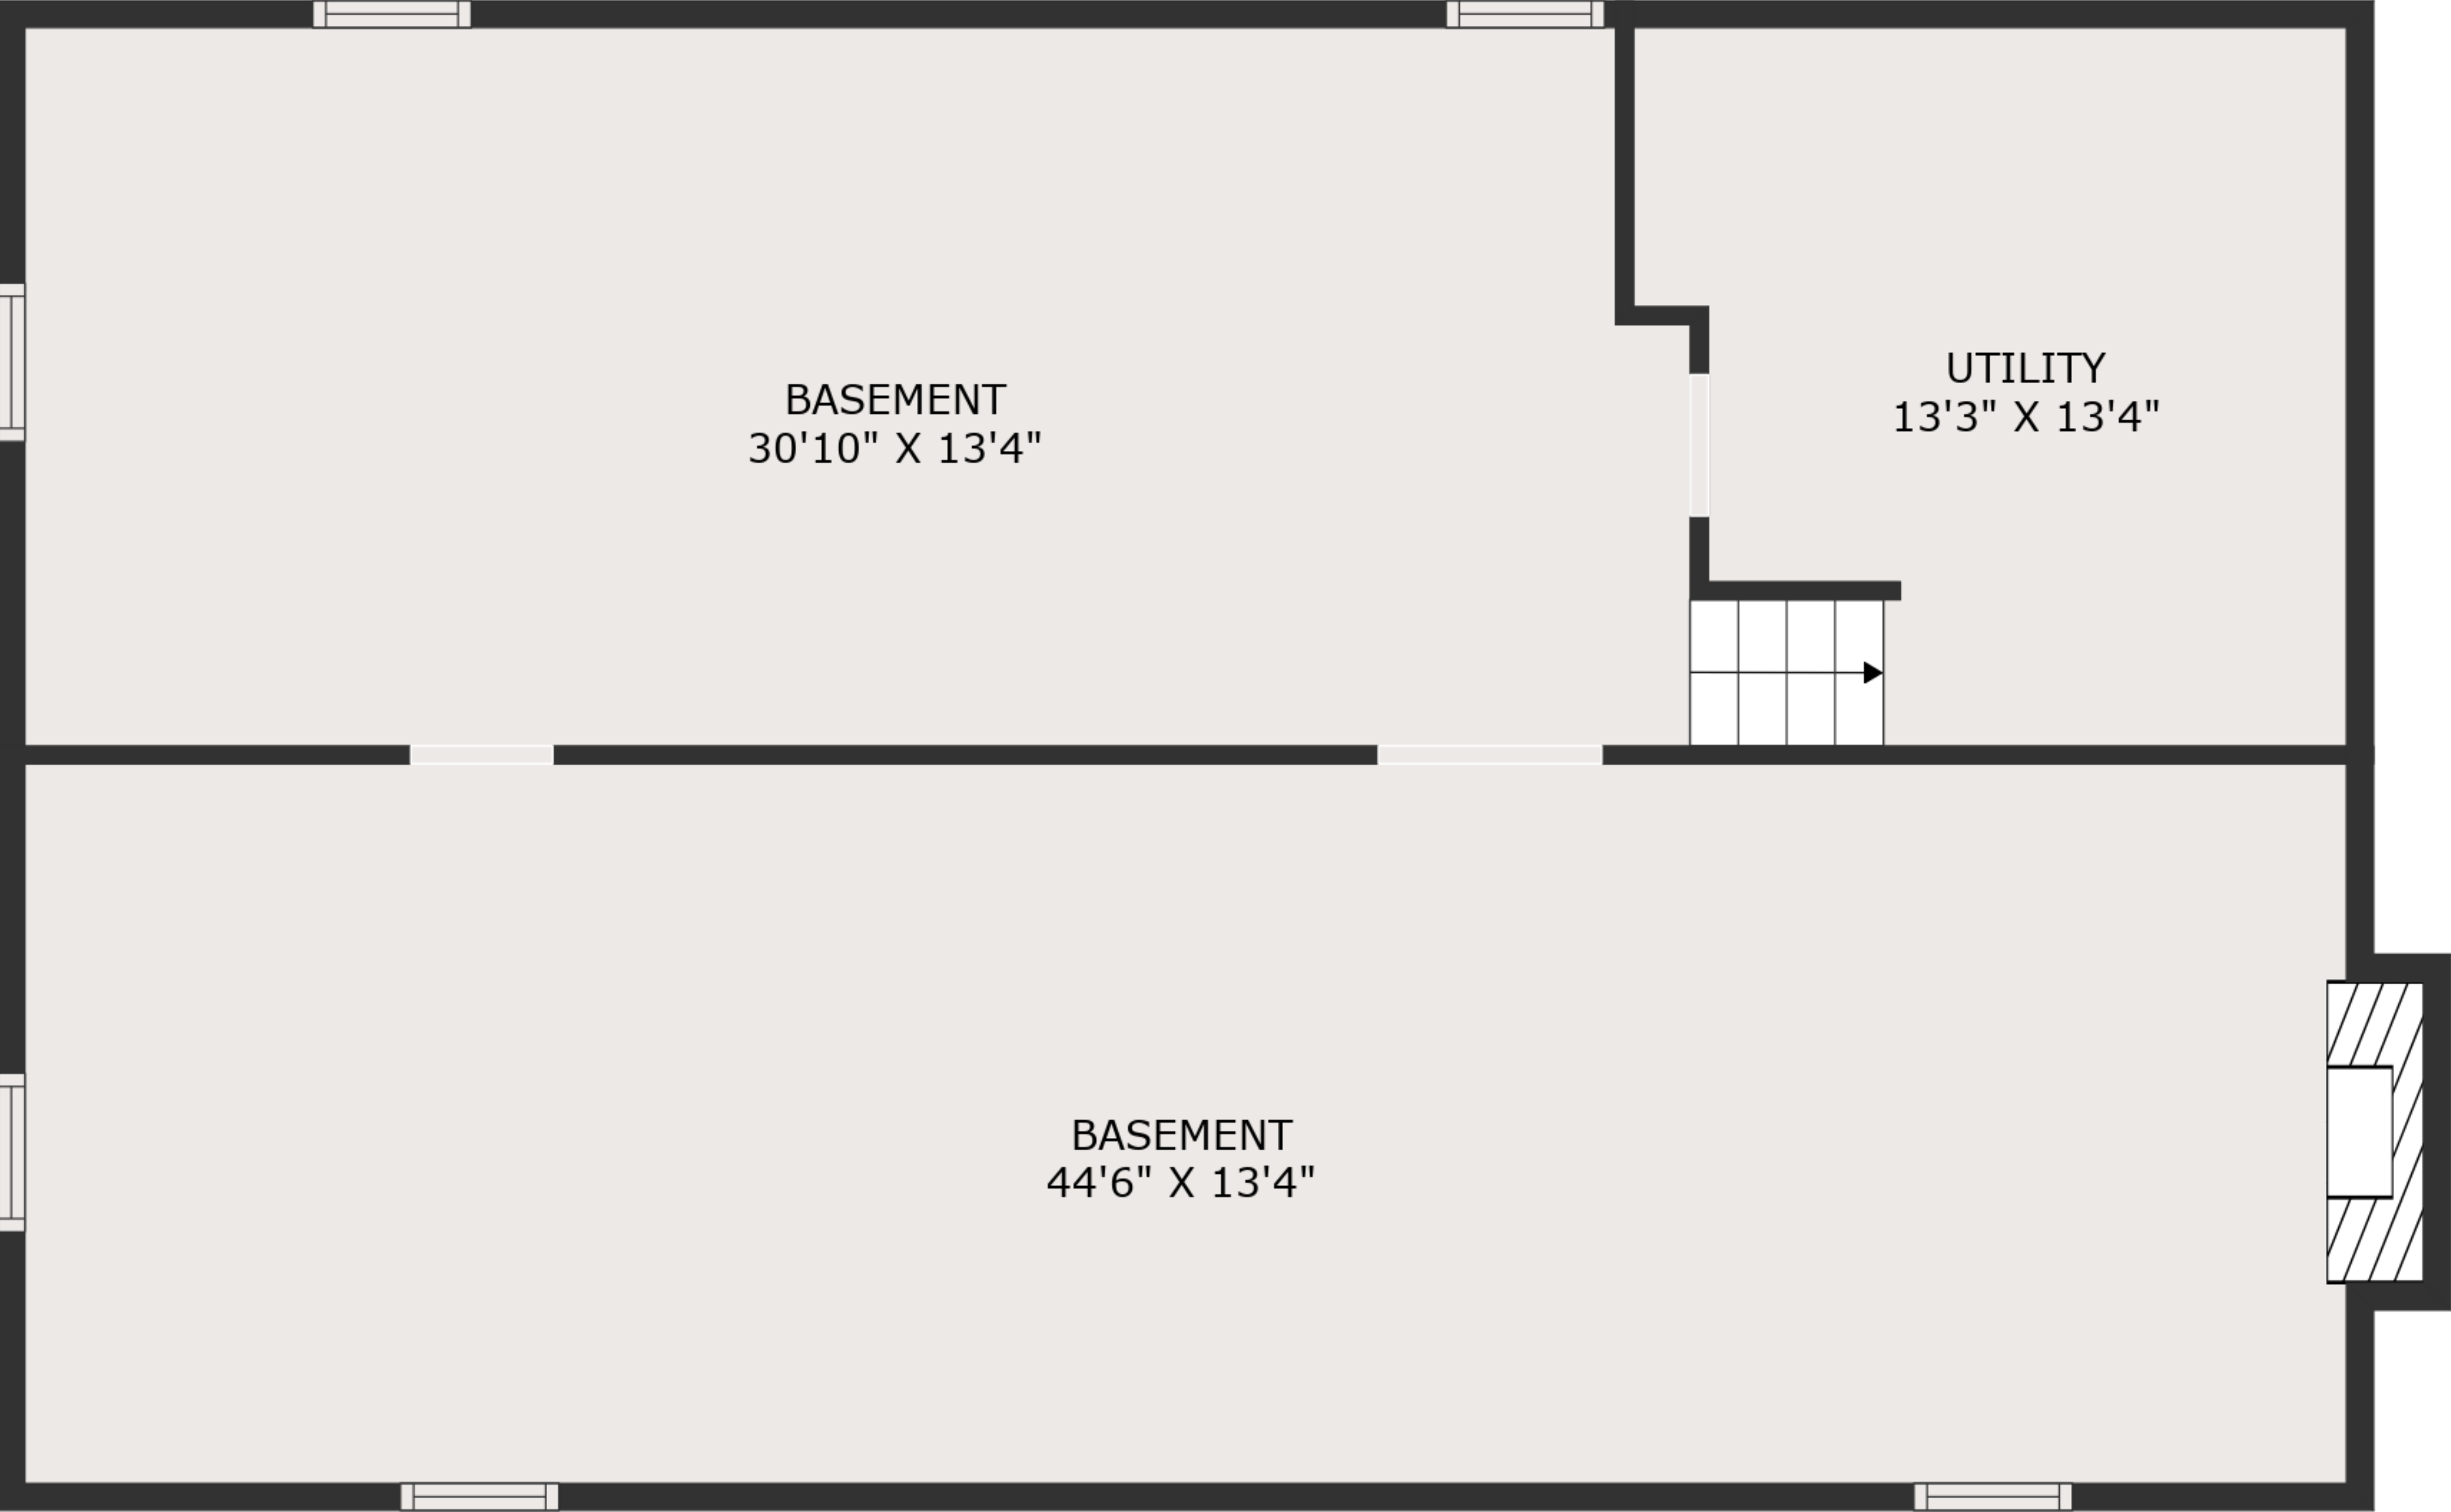 BASEMENT
30'10" X 13'4"
UTILITY
13'3" X 13'4"
BASEMENT
44'6" X 13'4"